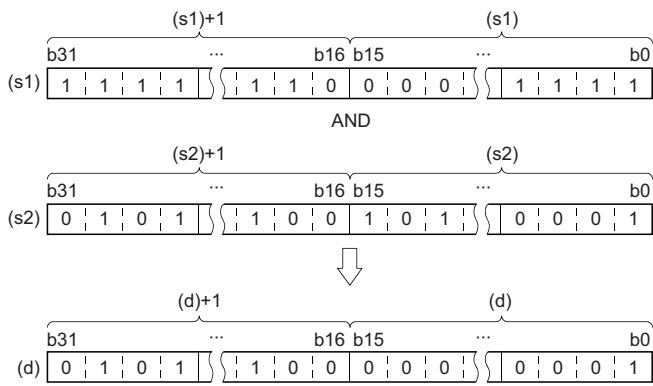 (s1)+1 (s1)
b31 ... b16 b15 ... b0
(s1) 1 1 1 1 1 1 0 0 0 0 1 1 1 1
AND
(s2)+1 (s2)
b31 ... b16 b15 ... b0
(s2) 0 1 0 1 1 0 0 1 0 1 0 0 0 1
(d)+1 (d)
b31 ... b16 b15 ... b0
(d) 0 1 0 1 1 0 0 0 0 0 0 0 0 1